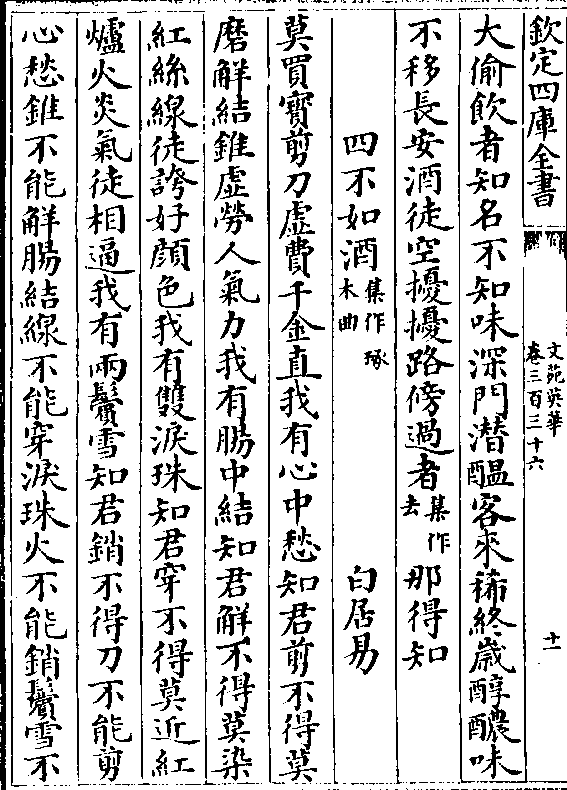 欽定四庫全書
文苑英華
卷三百三十六
十一
大偷飲者知名不知味深門潛醖客來稀終歲醇醲味
不移長安酒徒空擾擾路傍過者集作去那得知
四不如酒集作琢木曲
白居易
莫買寳剪刀虛費千金直我有心中愁知君剪不得莫
磨解結錐虛勞人氣力我有腸中結知君解不得莫染
紅絲線徒誇好顔色我有雙淚珠知君穿不得莫近紅
爐火炎氣徒相逼我有兩鬢雪知君銷不得刀不能剪
心愁錐不能解腸結線不能穿淚珠火不能銷鬢雪不